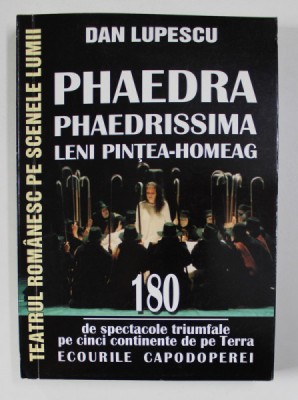 DAN LUPESCU
PHAEDRA
PHAEDRISSIMA
LENI PINȚEA-HOMEAG
TEATRUL ROMÂNESC PE SCENELE LUMII
180
de spectacole triumfale
pe cinci continente de pe Terra
ECOURILE CAPODOPEREI